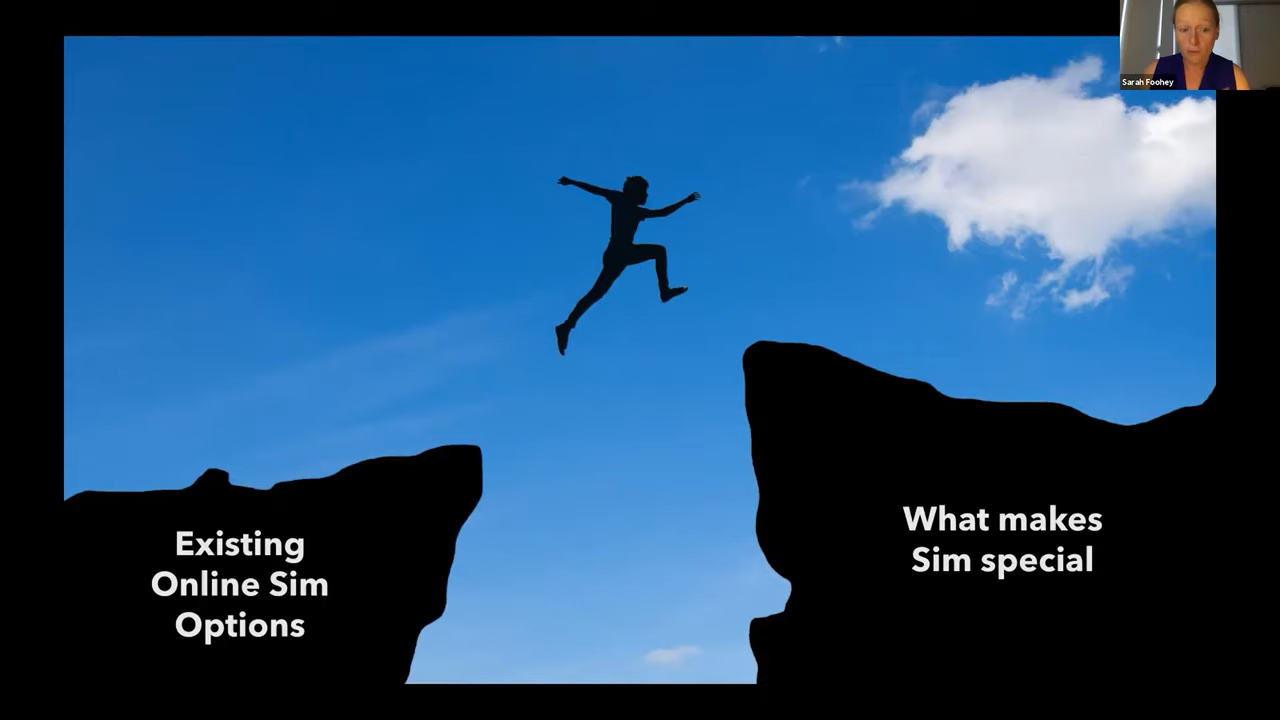 Sarah Foohey
Existing
Online Sim
Options
What makes
Sim special